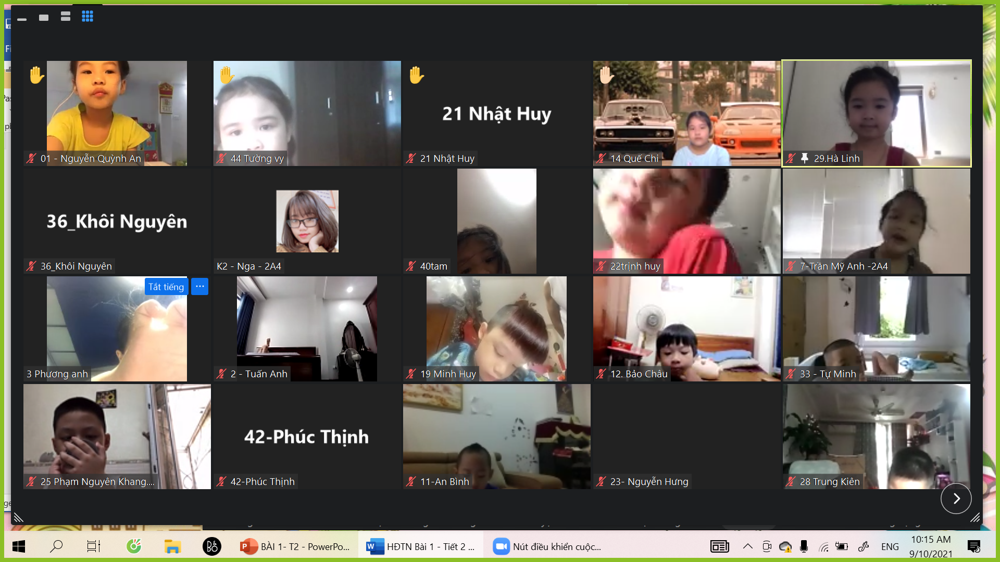 Fi
Pas
01 - Nguyễn Quỳnh An
44 Tường vy
21 Nhật Huy
21 Nhật Huy
14 Quế Chi
29.Hà Linh
36_Khôi Nguyên
36_Khôi Nguyên
K2 - Nga - 2A4
40tam
22trịnh huy
7-Trần Mỹ Anh -2A4
Tắt tiếng
3 Phương anh
2 - Tuấn Anh
19 Minh Huy
12. Bảo Châu
33 - Tự Minh
25 Phạm Nguyên Khang....
42-Phúc Thịnh
42-Phúc Thịnh
11-An Bình
23- Nguyễn Hưng
28 Trung Kiên
BÀI 1- T2 - PowerPo...
HĐTN Bài 1 - Tiết 2 ...
Nút điều khiển cuộc...
ENG
10:15 AM
9/10/2021